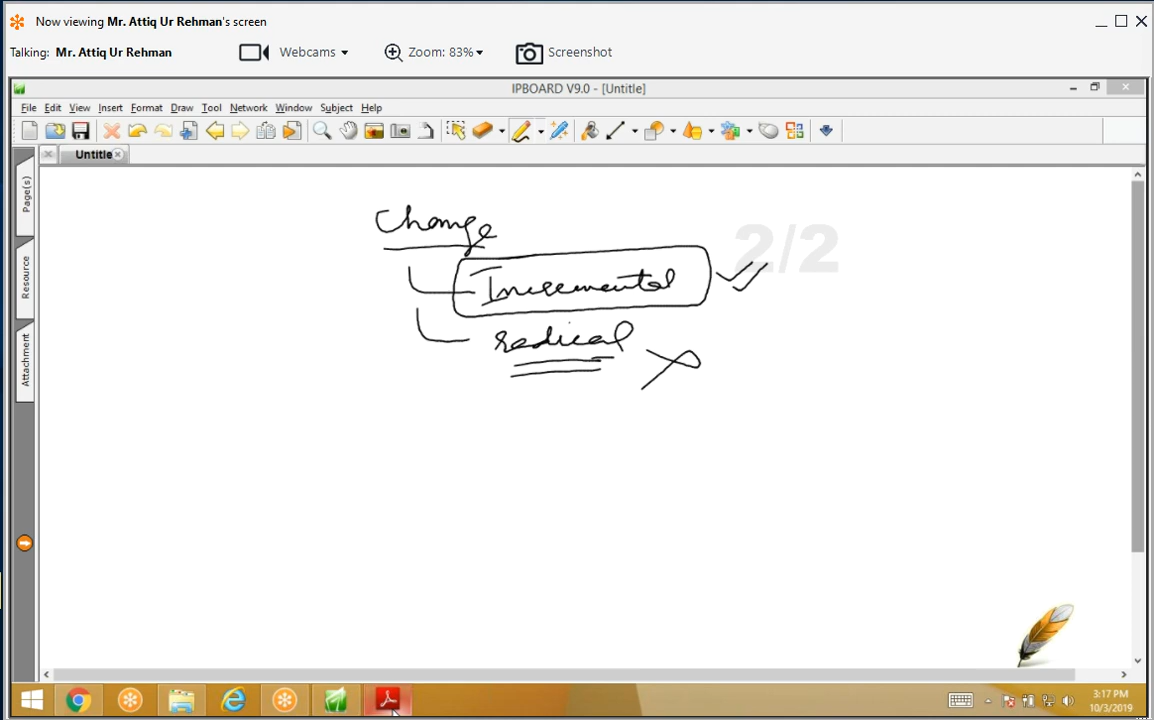 Now viewing Mr. Attiq Ur Rehman's screen
Talking: Mr. Attiq Ur Rehman Webcams Zoom: 83% Screenshot
IPBOARD V9.0 - [Untitle]
File Edit View Insert Format Draw Tool Network Window Subject Help
Untitle
Page(s)
Resource
Attachment
2/2
Change
Incremental
radical
3:17 PM
10/3/2019